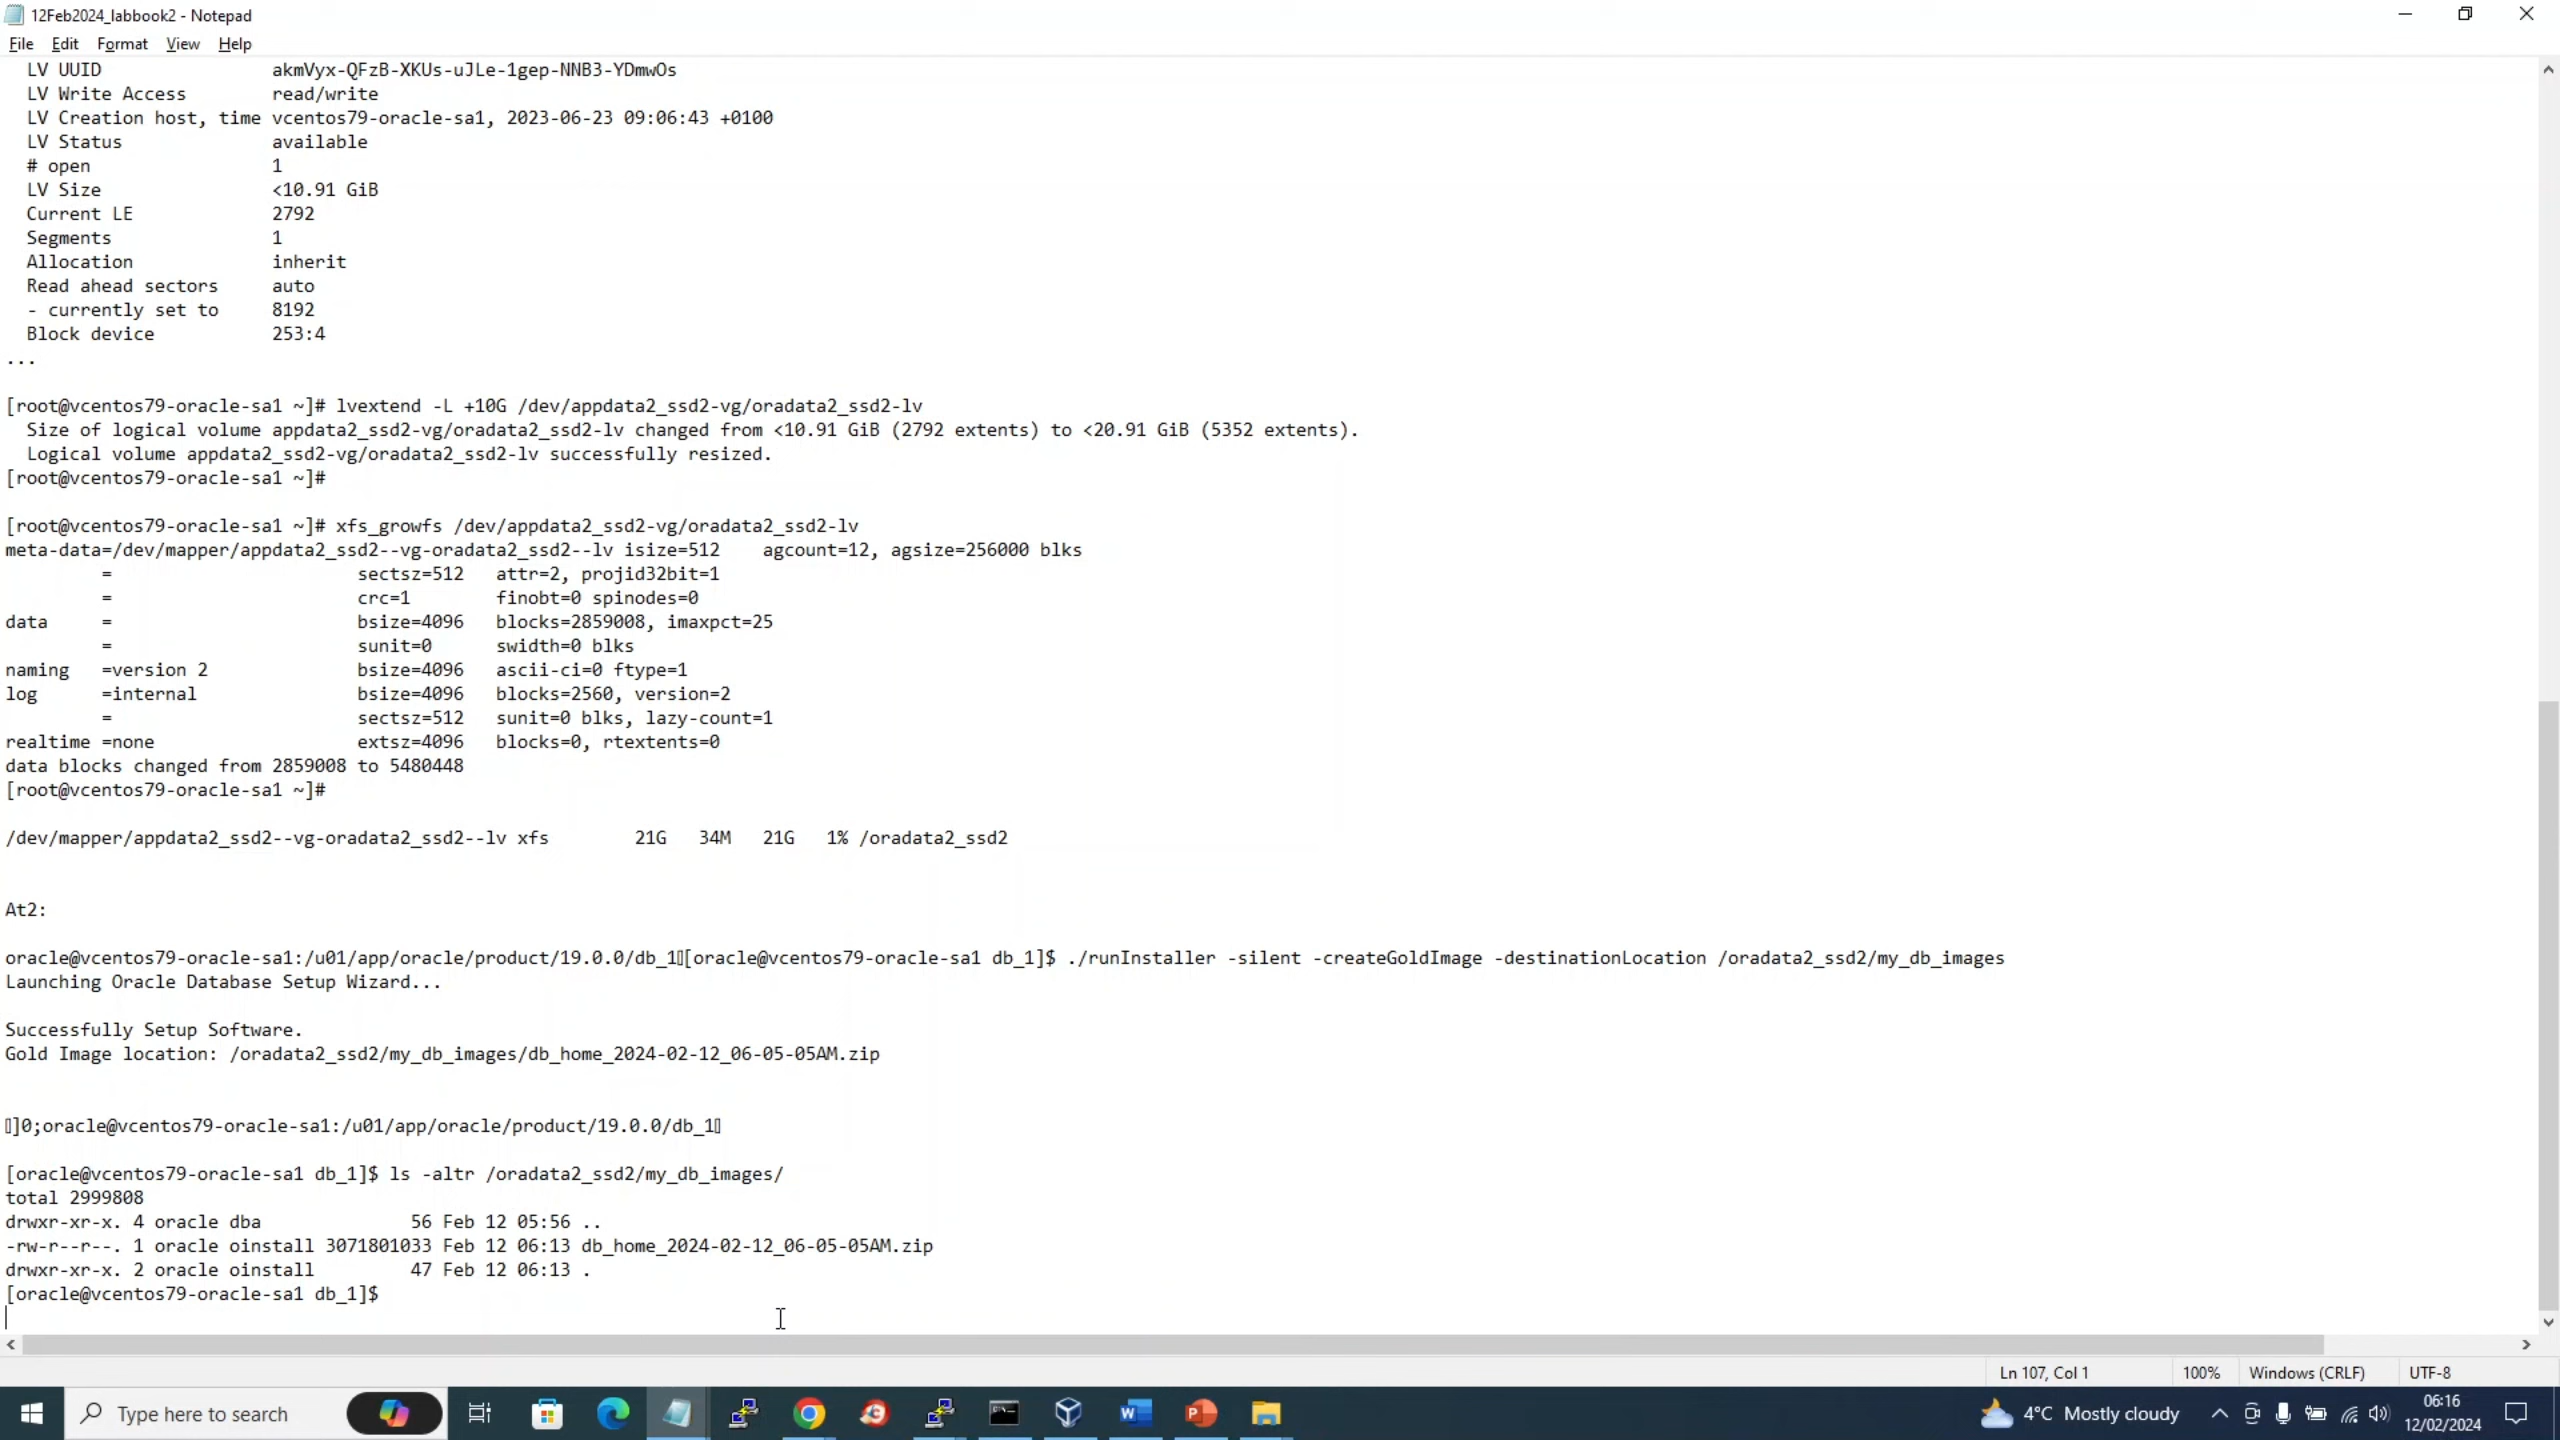 12Feb2024_labbook2 - Notepad
File Edit Format View Help
  LV UUID                akmVyx-QFzB-XKUs-uJLe-1gep-NNB3-YDmwOs
  LV Write Access        read/write
  LV Creation host, time vcentos79-oracle-sa1, 2023-06-23 09:06:43 +0100
  LV Status              available
  # open                 1
  LV Size                <10.91 GiB
  Current LE             2792
  Segments               1
  Allocation             inherit
  Read ahead sectors     auto
  - currently set to     8192
  Block device           253:4
...
[root@vcentos79-oracle-sa1 ~]# lvextend -L +10G /dev/appdata2_ssd2-vg/oradata2_ssd2-lv
  Size of logical volume appdata2_ssd2-vg/oradata2_ssd2-lv changed from <10.91 GiB (2792 extents) to <20.91 GiB (5352 extents).
  Logical volume appdata2_ssd2-vg/oradata2_ssd2-lv successfully resized.
[root@vcentos79-oracle-sa1 ~]#
[root@vcentos79-oracle-sa1 ~]# xfs_growfs /dev/appdata2_ssd2-vg/oradata2_ssd2-lv
meta-data=/dev/mapper/appdata2_ssd2--vg-oradata2_ssd2--lv isize=512    agcount=12, agsize=256000 blks
         =                       sectsz=512   attr=2, projid32bit=1
         =                       crc=1        finobt=0 spinodes=0
data     =                       bsize=4096   blocks=2859008, imaxpct=25
         =                       sunit=0      swidth=0 blks
naming   =version 2              bsize=4096   ascii-ci=0 ftype=1
log      =internal               bsize=4096   blocks=2560, version=2
         =                       sectsz=512   sunit=0 blks, lazy-count=1
realtime =none                   extsz=4096   blocks=0, rtextents=0
data blocks changed from 2859008 to 5480448
[root@vcentos79-oracle-sa1 ~]#
/dev/mapper/appdata2_ssd2--vg-oradata2_ssd2--lv xfs        21G   34M   21G   1% /oradata2_ssd2
At2:
oracle@vcentos79-oracle-sa1:/u01/app/oracle/product/19.0.0/db_1▯[oracle@vcentos79-oracle-sa1 db_1]$ ./runInstaller -silent -createGoldImage -destinationLocation /oradata2_ssd2/my_db_images
Launching Oracle Database Setup Wizard...
Successfully Setup Software.
Gold Image location: /oradata2_ssd2/my_db_images/db_home_2024-02-12_06-05-05AM.zip
▯]0;oracle@vcentos79-oracle-sa1:/u01/app/oracle/product/19.0.0/db_1▯
[oracle@vcentos79-oracle-sa1 db_1]$ ls -altr /oradata2_ssd2/my_db_images/
total 2999808
drwxr-xr-x. 4 oracle dba              56 Feb 12 05:56 ..
-rw-r--r--. 1 oracle oinstall 3071801033 Feb 12 06:13 db_home_2024-02-12_06-05-05AM.zip
drwxr-xr-x. 2 oracle oinstall         47 Feb 12 06:13 .
[oracle@vcentos79-oracle-sa1 db_1]$
Ln 107, Col 1 100% Windows (CRLF) UTF-8
Type here to search
4°C Mostly cloudy
06:16
12/02/2024